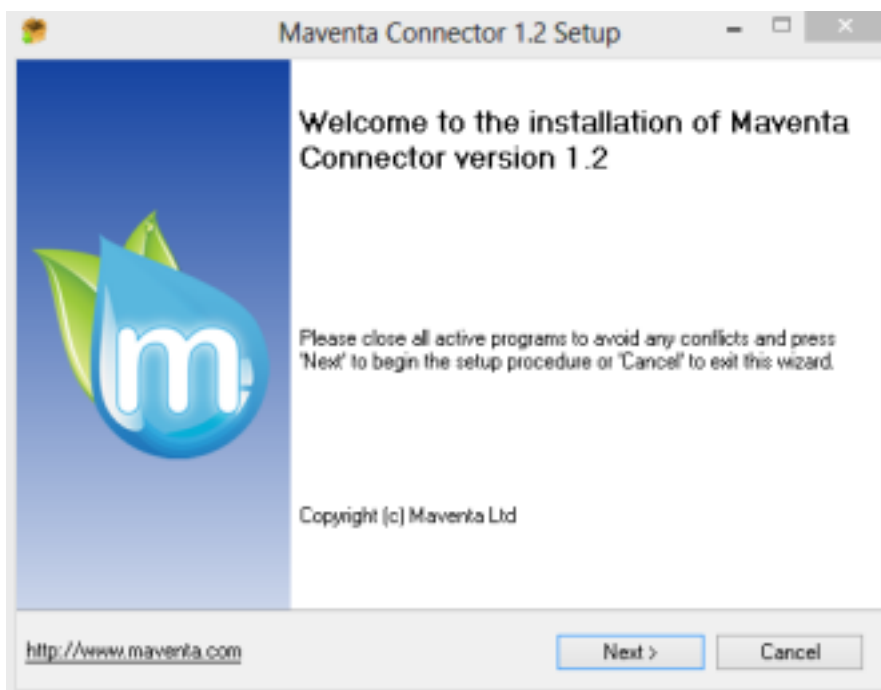 Maventa Connector 1.2 Setup
Welcome to the installation of Maventa
Connector version 1.2
m
Please close all active programs to avoid any conflicts and press
'Next' to begin the setup procedure or 'Cancel' to exit this wizard.
Copyright (c) Maventa Ltd
http://www.maventa.com
Next >
Cancel